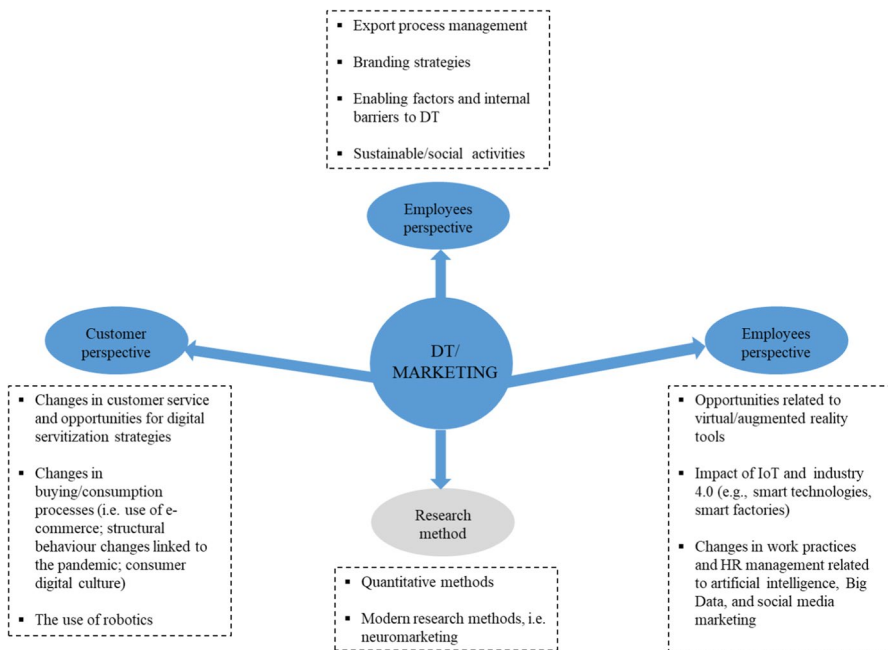 ▪ Export process management
▪ Branding strategies
▪ Enabling factors and internal
barriers to DT
▪ Sustainable/social activities
Employees
perspective
Customer
perspective
DT/
MARKETING
Employees
perspective
▪ Changes in customer service
and opportunities for digital
servitization strategies
▪ Changes in
buying/consumption
processes (i.e. use of e-
commerce; structural
behaviour changes linked to
the pandemic; consumer
digital culture)
▪ The use of robotics
Research
method
▪ Quantitative methods
▪ Modern research methods, i.e.
neuromarketing
▪ Opportunities related to
virtual/augmented reality
tools
▪ Impact of IoT and industry
4.0 (e.g., smart technologies,
smart factories)
▪ Changes in work practices
and HR management related
to artificial intelligence, Big
Data, and social media
marketing